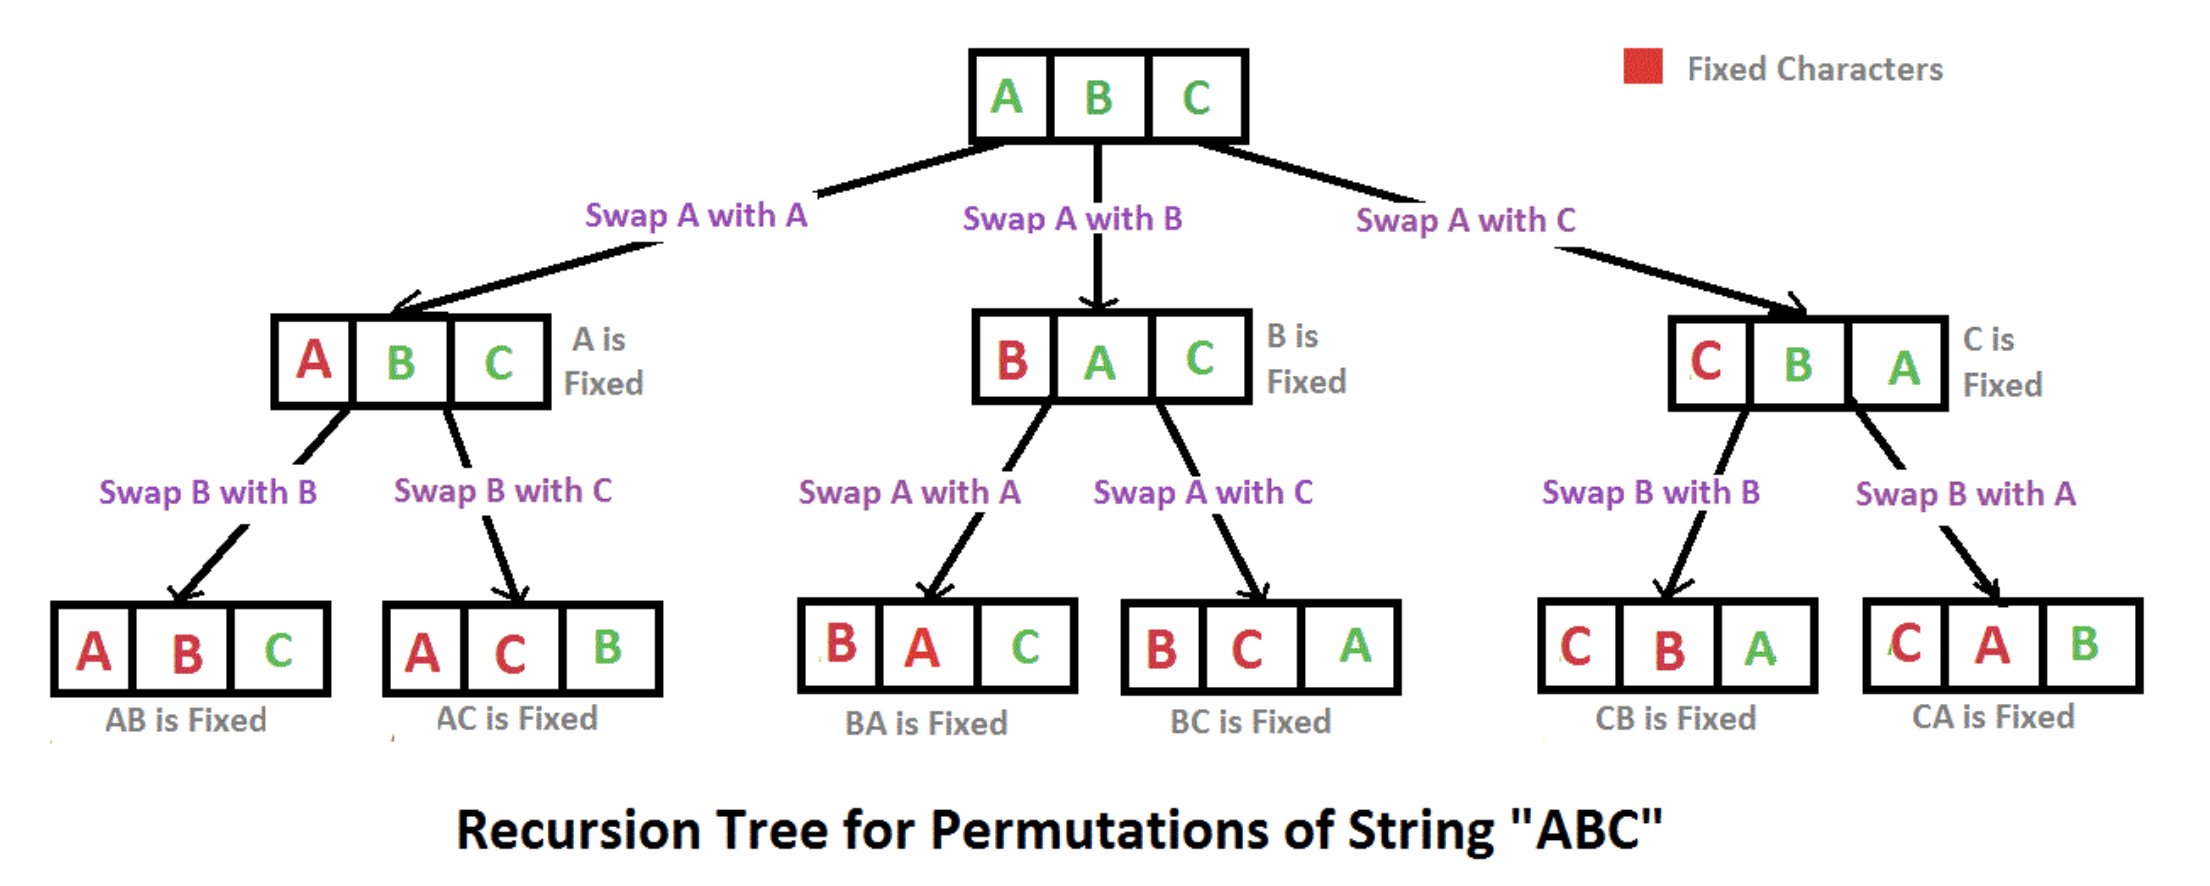 A B C
Fixed Characters
Swap A with A
Swap A with B
Swap A with C
A B C
A is
Fixed
B A C
B is
Fixed
C B A
C is
Fixed
Swap B with B
Swap B with C
Swap A with A
Swap A with C
Swap B with B
Swap B with A
A B C
AB is Fixed
A C B
AC is Fixed
B A C
BA is Fixed
B C A
BC is Fixed
C B A
CB is Fixed
C A B
CA is Fixed
Recursion Tree for Permutations of String "ABC"